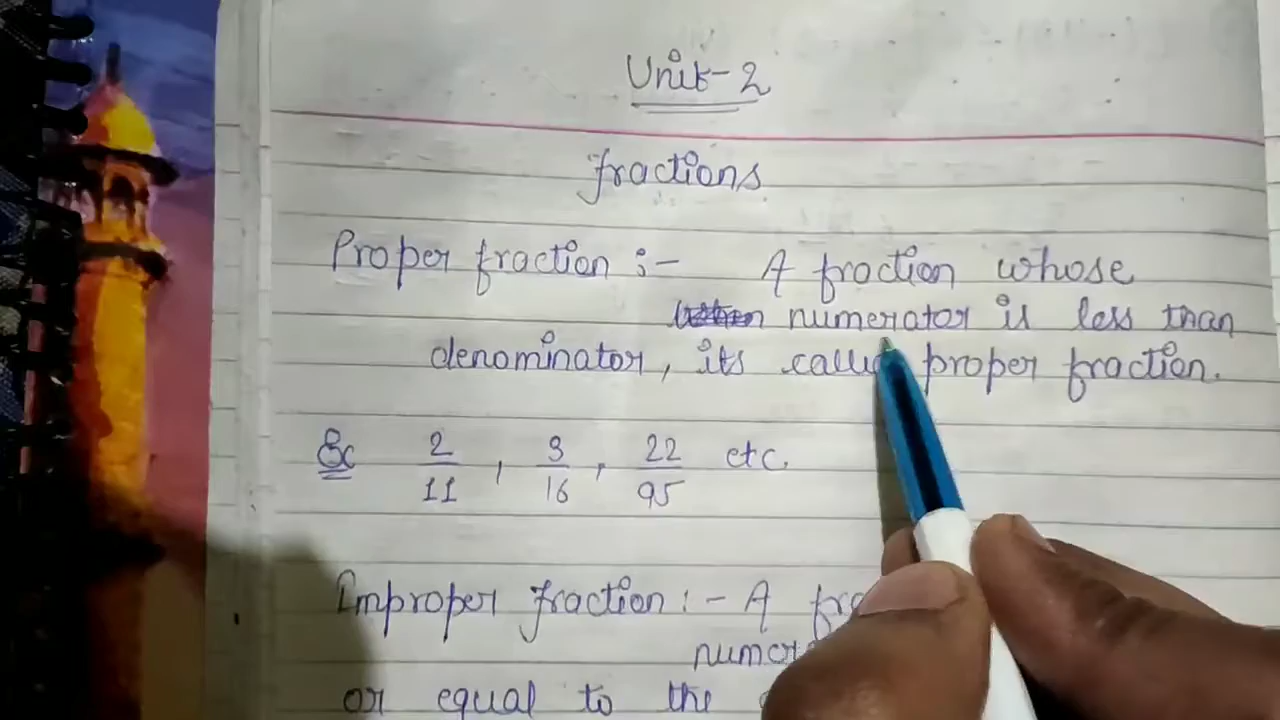 Unit-2
fractions
Proper fraction :- A fraction whose
numerator is less than
denominator, its called proper fraction.
Ex 2/11, 3/16, 22/95 etc.
Improper fraction :- A
or equal to the